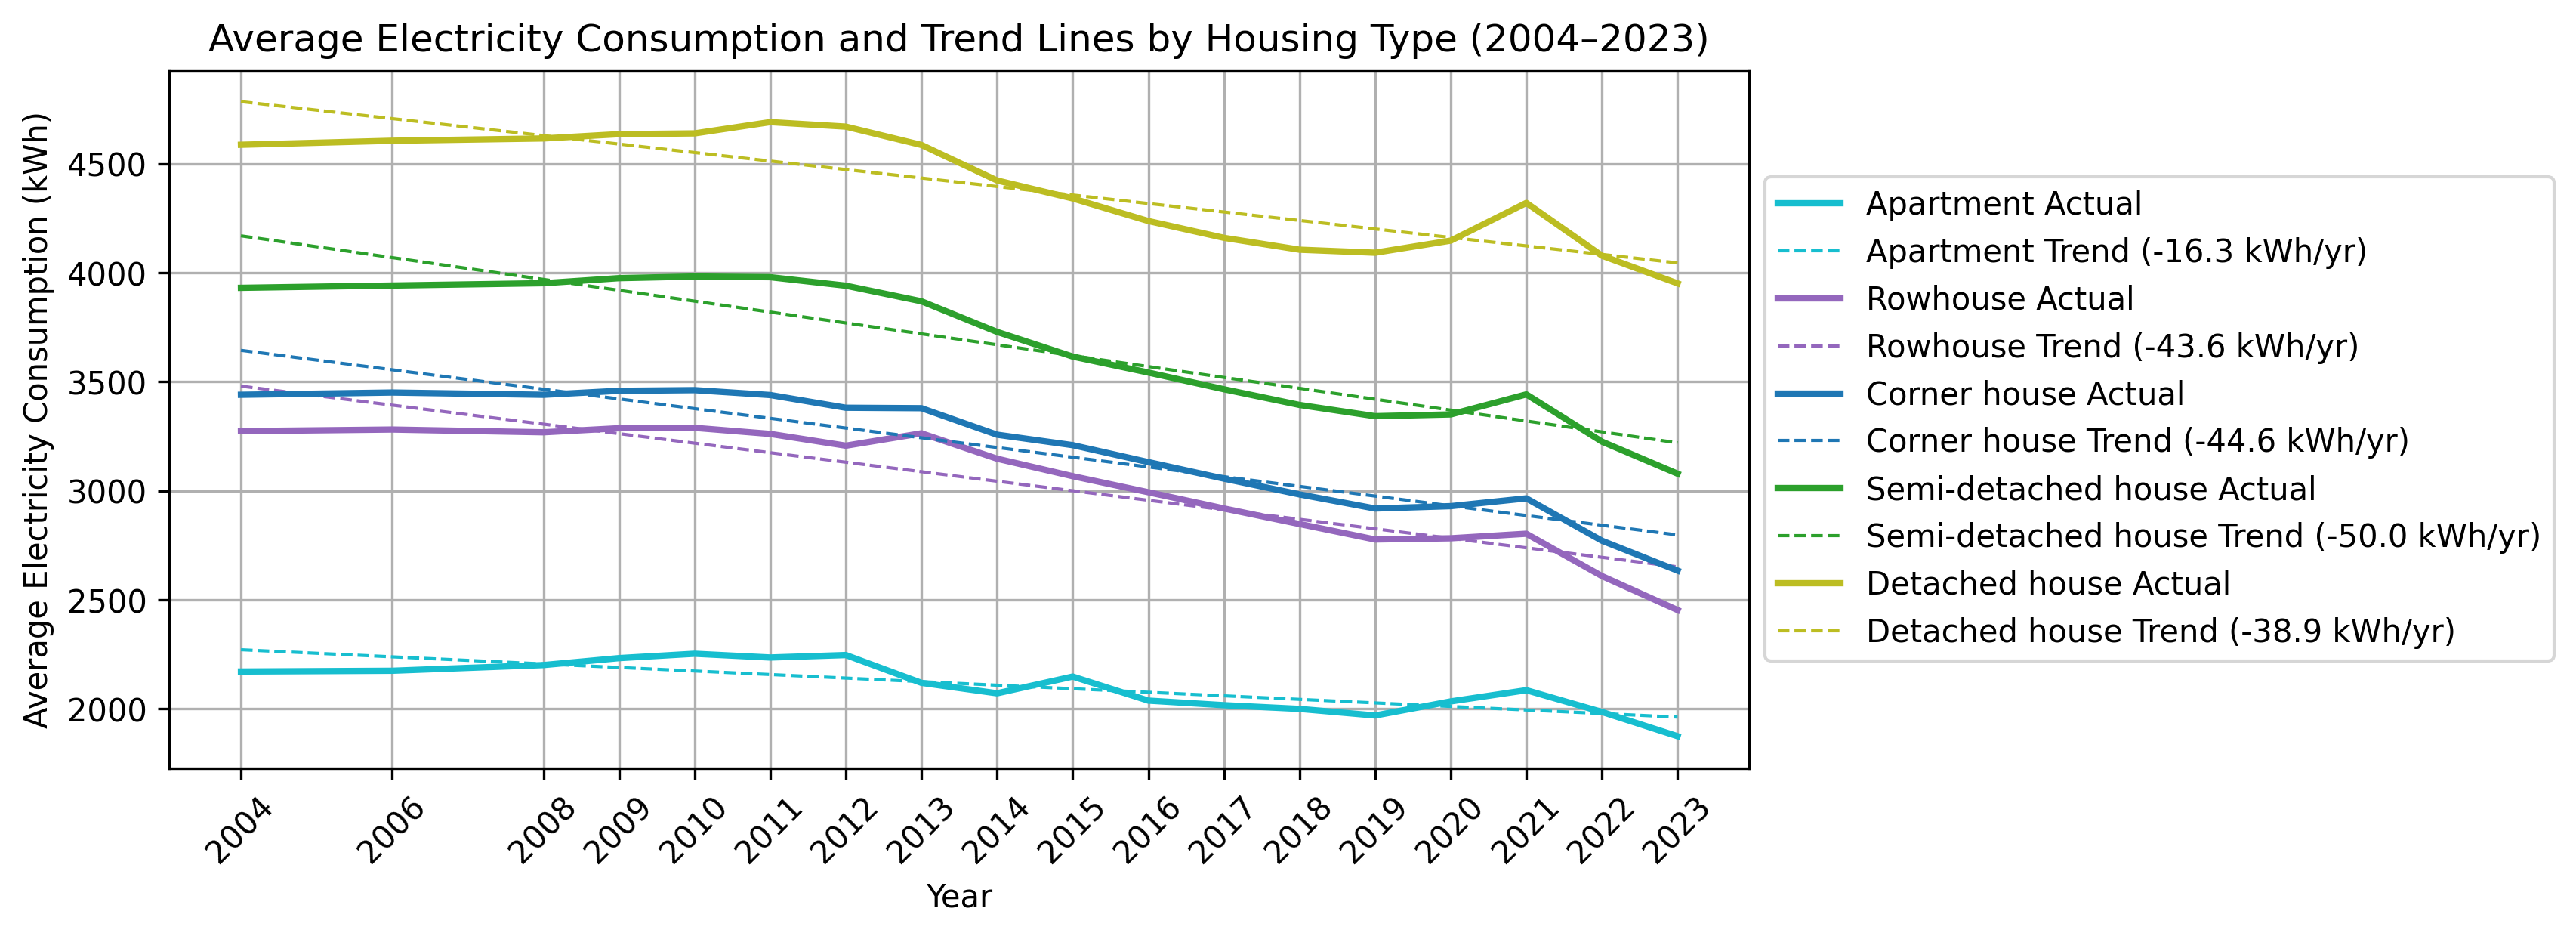 Average Electricity Consumption and Trend Lines by Housing Type (2004–2023)
Average Electricity Consumption (kWh)
4500
4000
3500
3000
2500
2000
2004
2006
2008
2009
2010
2011
2012
2013
2014
2015
2016
2017
2018
2019
2020
2021
2022
2023
Year
Apartment Actual
Apartment Trend (-16.3 kWh/yr)
Rowhouse Actual
Rowhouse Trend (-43.6 kWh/yr)
Corner house Actual
Corner house Trend (-44.6 kWh/yr)
Semi-detached house Actual
Semi-detached house Trend (-50.0 kWh/yr)
Detached house Actual
Detached house Trend (-38.9 kWh/yr)